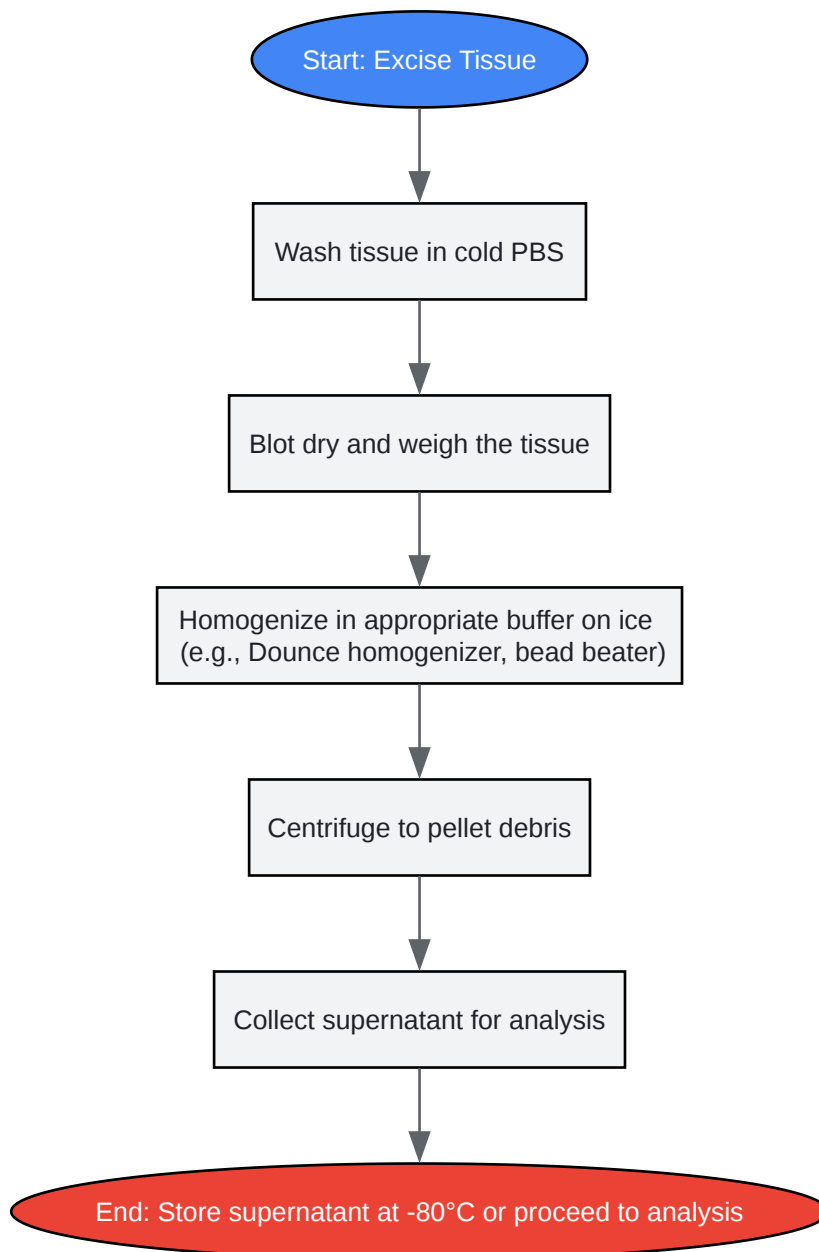 Start: Excise Tissue
Wash tissue in cold PBS
Blot dry and weigh the tissue
Homogenize in appropriate buffer on ice
(e.g., Dounce homogenizer, bead beater)
Centrifuge to pellet debris
Collect supernatant for analysis
End: Store supernatant at -80°C or proceed to analysis